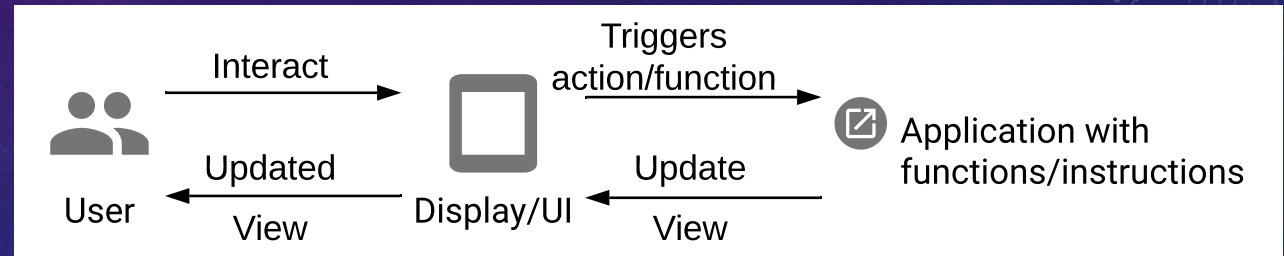 Interact
Triggers
action/function
Application with
functions/instructions
Updated
View
Update
View
User
Display/UI